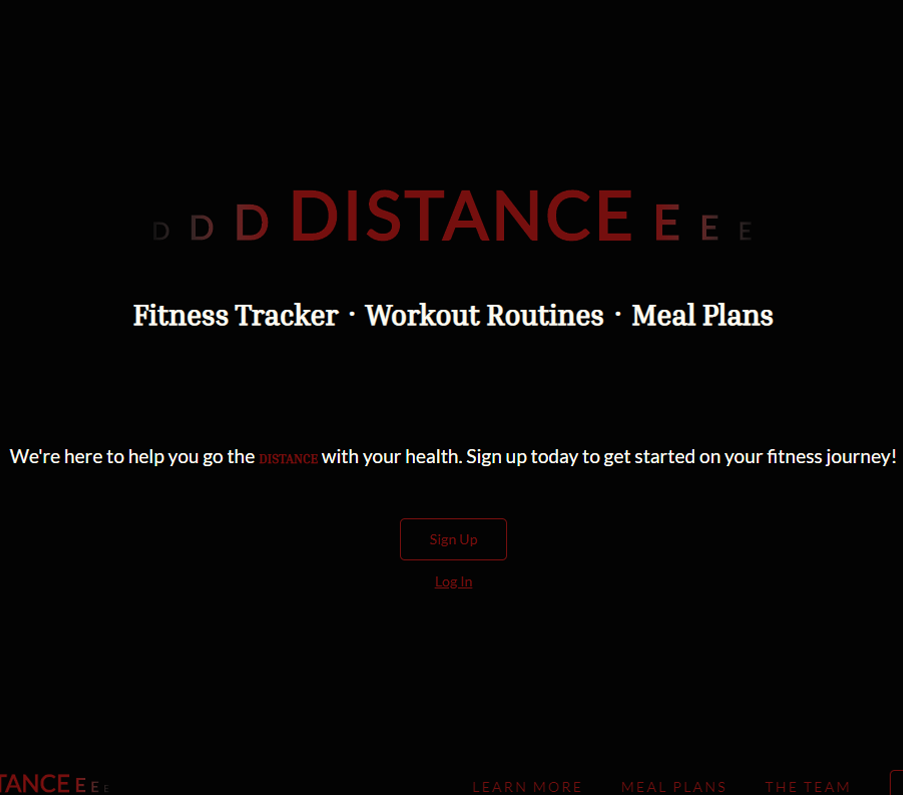 D D D DISTANCE E E E
Fitness Tracker · Workout Routines · Meal Plans
We're here to help you go the DISTANCE with your health. Sign up today to get started on your fitness journey!
Sign Up
Log In
TANCE E E E LEARN MORE MEAL PLANS THE TEAM